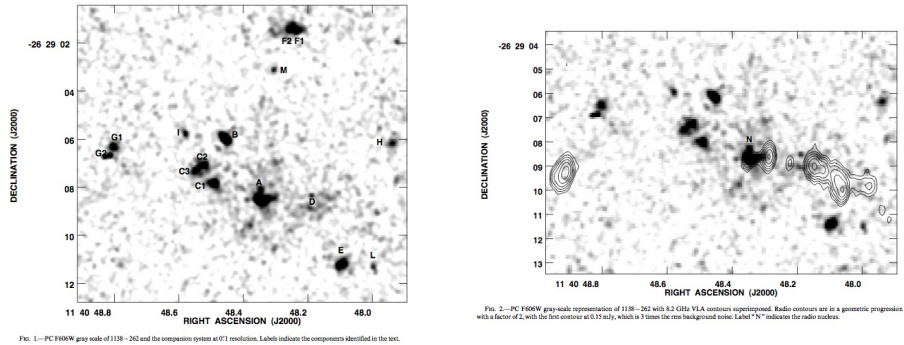 -26 29 02
04
06
08
10
12
DECLINATION (J2000)
F2 F1
M
I
B
H
G1
G2
C2
C3
C1
A
D
E
L
11 40 48.8
48.6
48.4
48.2
48.0
RIGHT ASCENSION (J2000)
FIG. 1.—PC F606W gray scale of 1138−262 and the companion system at 0″.1 resolution. Labels indicate the components identified in the text.
-26 29 04
05
06
07
08
09
10
11
12
13
DECLINATION (J2000)
N
11 40 48.8
48.6
48.4
48.2
48.0
RIGHT ASCENSION (J2000)
FIG. 2.—PC F606W gray-scale representation of 1138−262 with 8.2 GHz VLA contours superimposed. Radio contours are in a geometric progression
with a factor of 2, with the first contour at 0.15 mJy, which is 3 times the rms background noise. Label “N” indicates the radio nucleus.